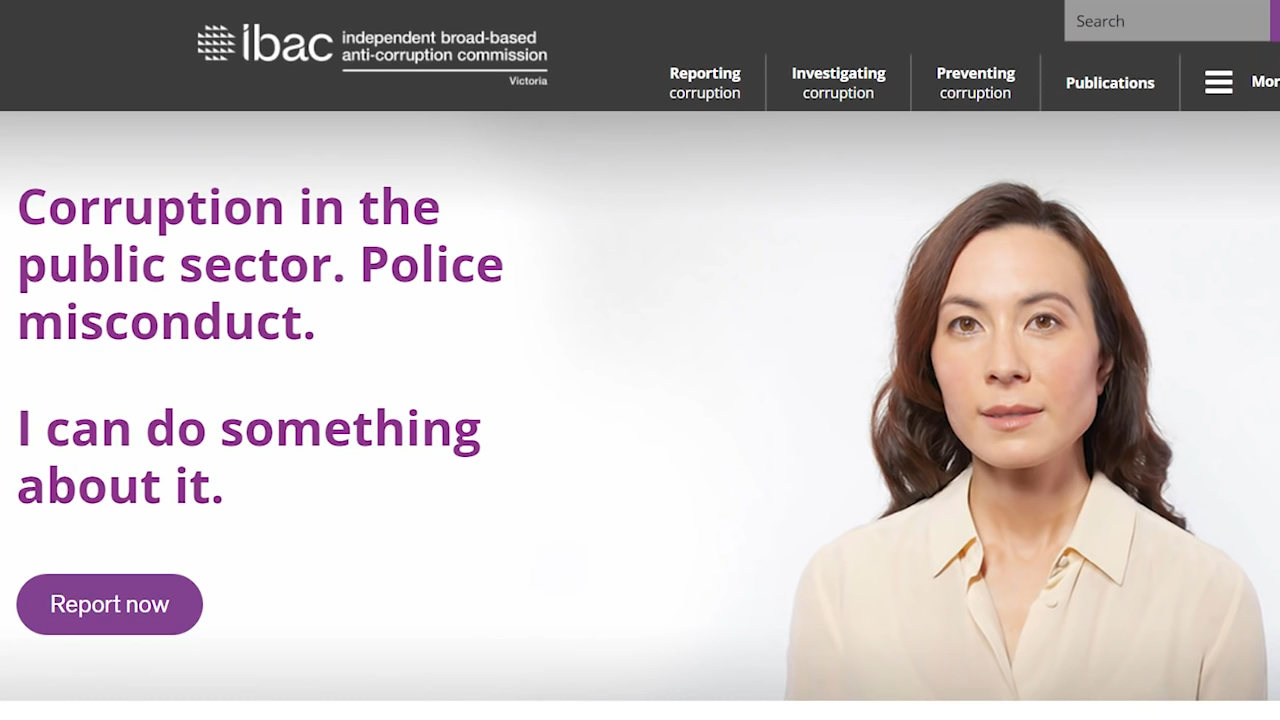 ibac
independent broad-based
anti-corruption commission
Victoria
Search
Reporting
corruption
Investigating
corruption
Preventing
corruption
Publications
Mor
Corruption in the
public sector. Police
misconduct.
I can do something
about it.
Report now